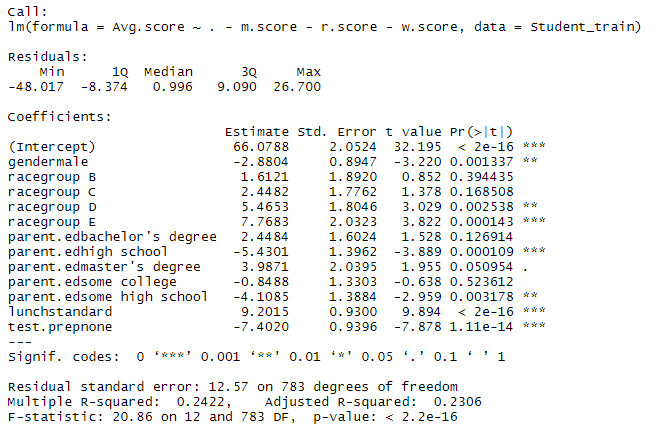 Call:
lm(formula = Avg.score ~ . - m.score - r.score - w.score, data = Student_train)
Residuals:
Min 1Q Median 3Q Max
-48.017 -8.374 0.996 9.090 26.700
Coefficients:
Estimate Std. Error t value Pr(>|t|)
(Intercept) 66.0788 2.0524 32.195 < 2e-16 ***
gendermale -2.8804 0.8947 -3.220 0.001337 **
racegroup B 1.6121 1.8920 0.852 0.394435
racegroup C 2.4482 1.7762 1.378 0.168508
racegroup D 5.4653 1.8046 3.029 0.002538 **
racegroup E 7.7683 2.0323 3.822 0.000143 ***
parent.edbachelor's degree 2.4484 1.6024 1.528 0.126914
parent.edhigh school -5.4301 1.3962 -3.889 0.000109 ***
parent.edmaster's degree 3.9871 2.0395 1.955 0.050954 .
parent.edsome college -0.8488 1.3303 -0.638 0.523612
parent.edsome high school -4.1085 1.3884 -2.959 0.003178 **
lunchstandard 9.2015 0.9300 9.894 < 2e-16 ***
test.prepnone -7.4020 0.9396 -7.878 1.11e-14 ***
---
Signif. codes: 0 ‘***’ 0.001 ‘**’ 0.01 ‘*’ 0.05 ‘.’ 0.1 ‘ ’ 1
Residual standard error: 12.57 on 783 degrees of freedom
Multiple R-squared: 0.2422, Adjusted R-squared: 0.2306
F-statistic: 20.86 on 12 and 783 DF, p-value: < 2.2e-16